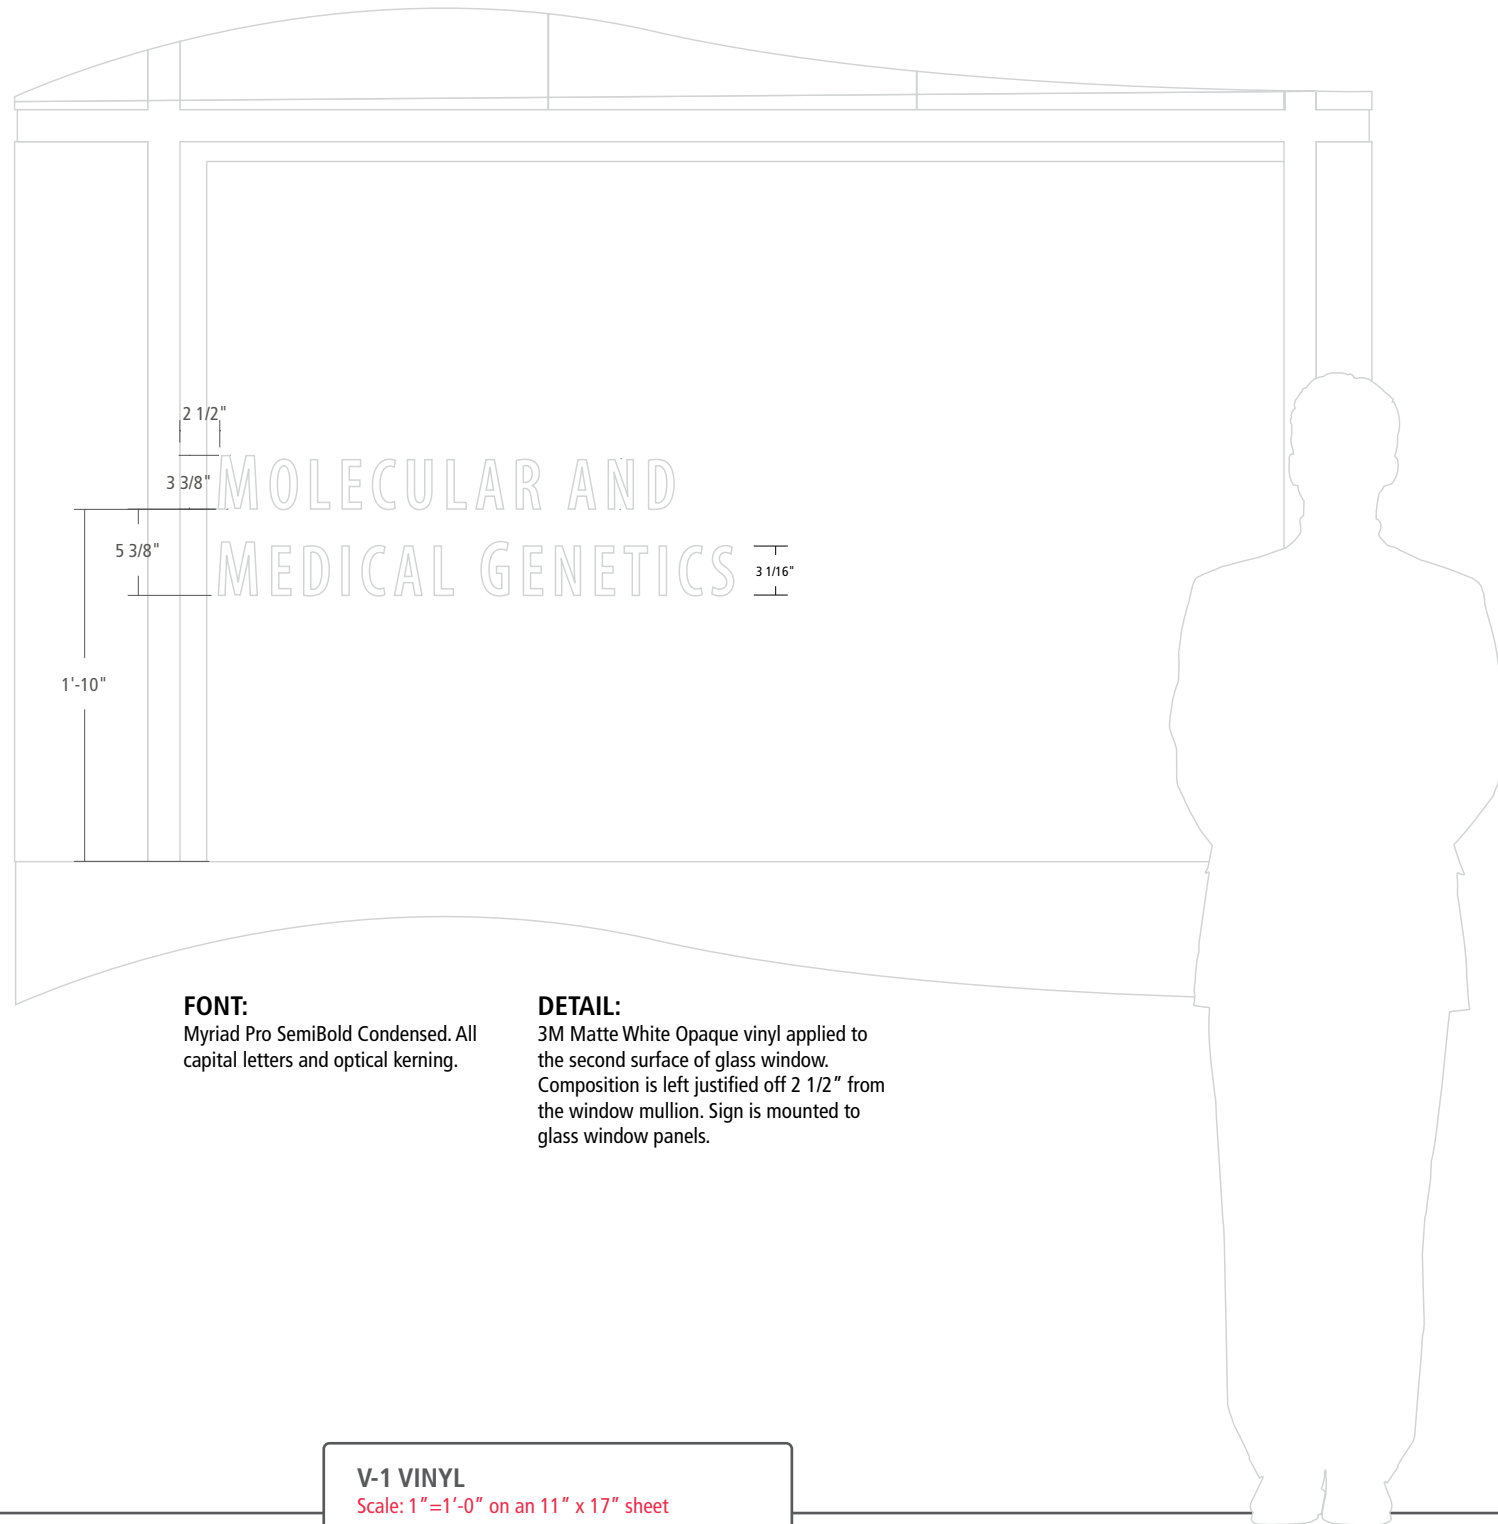 2 1/2"
3 3/8"
MOLECULAR AND
5 3/8"
MEDICAL GENETICS
3 1/16"
1'-10"
FONT:
Myriad Pro SemiBold Condensed. All
capital letters and optical kerning.
DETAIL:
3M Matte White Opaque vinyl applied to
the second surface of glass window.
Composition is left justified off 2 1/2” from
the window mullion. Sign is mounted to
glass window panels.
V-1 VINYL
Scale: 1”=1’-0” on an 11” x 17” sheet